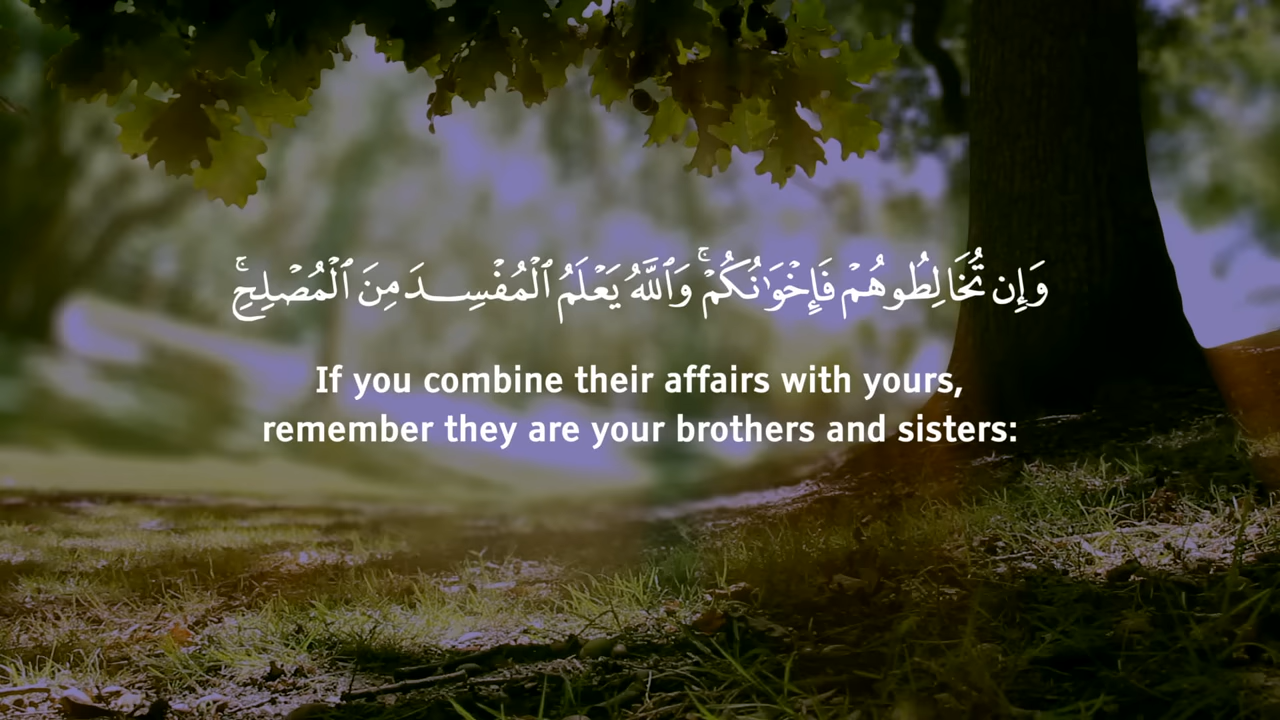 وَإِن تُخَالِطُوهُمْ فَإِخْوَٰنُكُمْ ۚ وَٱللَّهُ يَعْلَمُ ٱلْمُفْسِدَ مِنَ ٱلْمُصْلِحِ ۚ
If you combine their affairs with yours,
remember they are your brothers and sisters: